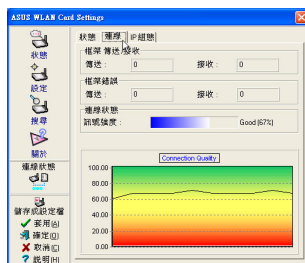 ASUS WLAN Card Settings
狀態 連線 IP組態
框架 傳送/接收
傳送: 0 接收: 0
框架錯誤
傳送: 0 接收: 0
連線狀態
訊號強度: Good (67%)
Connection Quality
100.00
80.00
60.00
40.00
20.00
0.00
狀態
設定
搜尋
關於
連線狀態
儲存成設定檔
套用(A)
確定(O)
取消(C)
說明(H)